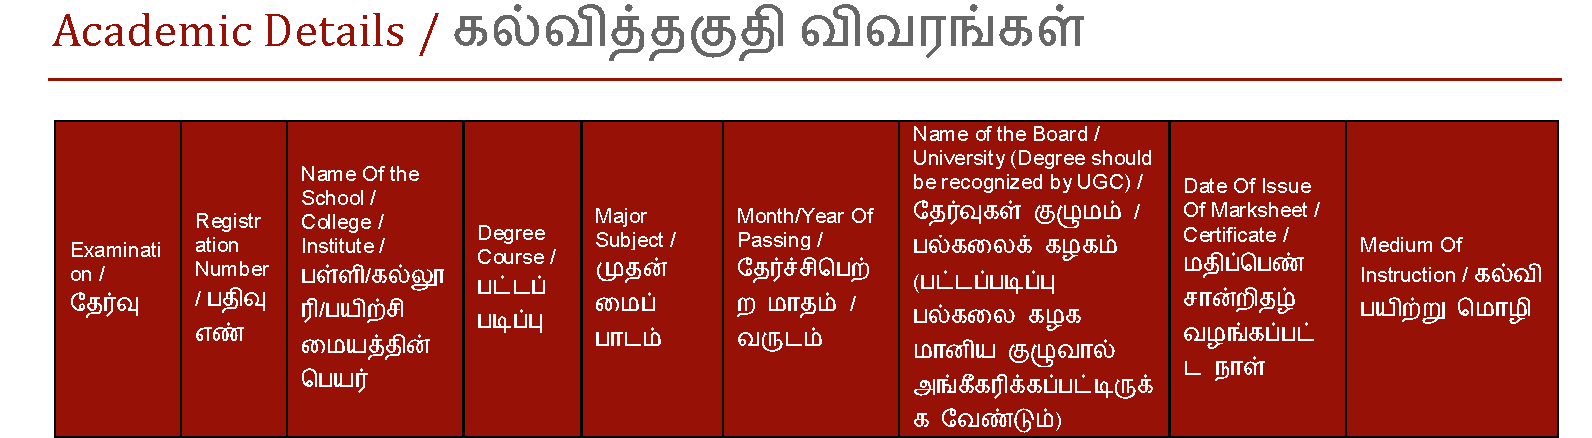 Academic Details / கல்வித்தகுதி விவரங்கள்
Examinati
on /
தேர்வு
Registr
ation
Number
/ பதிவு
எண்
Name Of the
School /
College /
Institute /
பள்ளி/கல்லூ
ரி/பயிற்சி
மையத்தின்
பெயர்
Degree
Course /
பட்டப்
படிப்பு
Major
Subject /
முதன்
மைப்
பாடம்
Month/Year Of
Passing /
தேர்ச்சிபெற்
ற மாதம் /
வருடம்
Name of the Board /
University (Degree should
be recognized by UGC) /
தேர்வுகள் குழுமம் /
பல்கலைக் கழகம்
(பட்டப்படிப்பு
பல்கலை கழக
மானிய குழுவால்
அங்கீகரிக்கப்பட்டிருக்
க வேண்டும்)
Date Of Issue
Of Marksheet /
Certificate /
மதிப்பெண்
சான்றிதழ்
வழங்கப்பட்
ட நாள்
Medium Of
Instruction / கல்வி
பயிற்று மொழி